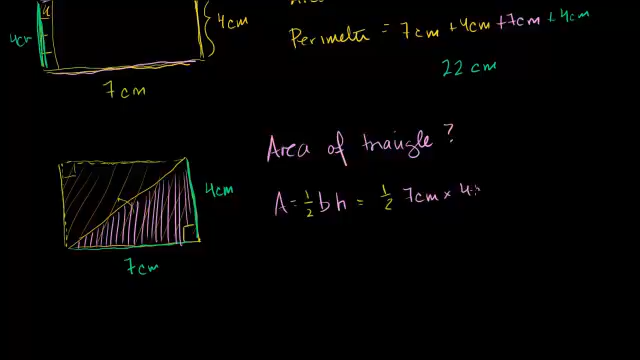 4cm
4cm
Perimeter = 7cm + 4cm + 7cm + 4cm
7cm
22 cm
Area of triangle?
4cm
A = 1/2 b h = 1/2 7cm × 4
7cm